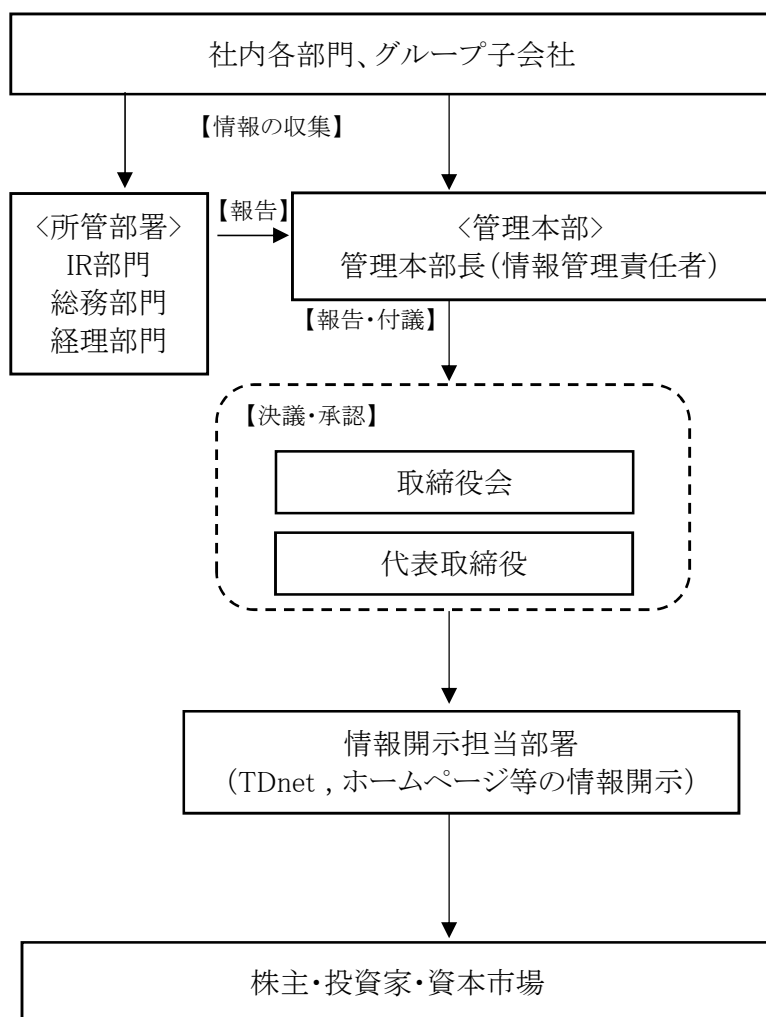 社内各部門、グループ子会社
【情報の収集】
<所管部署>
IR部門
総務部門
経理部門
【報告】
<管理本部>
管理本部長（情報管理責任者）
【報告・付議】
【決議・承認】
取締役会
代表取締役
情報開示担当部署
（TDnet , ホームページ等の情報開示）
株主・投資家・資本市場